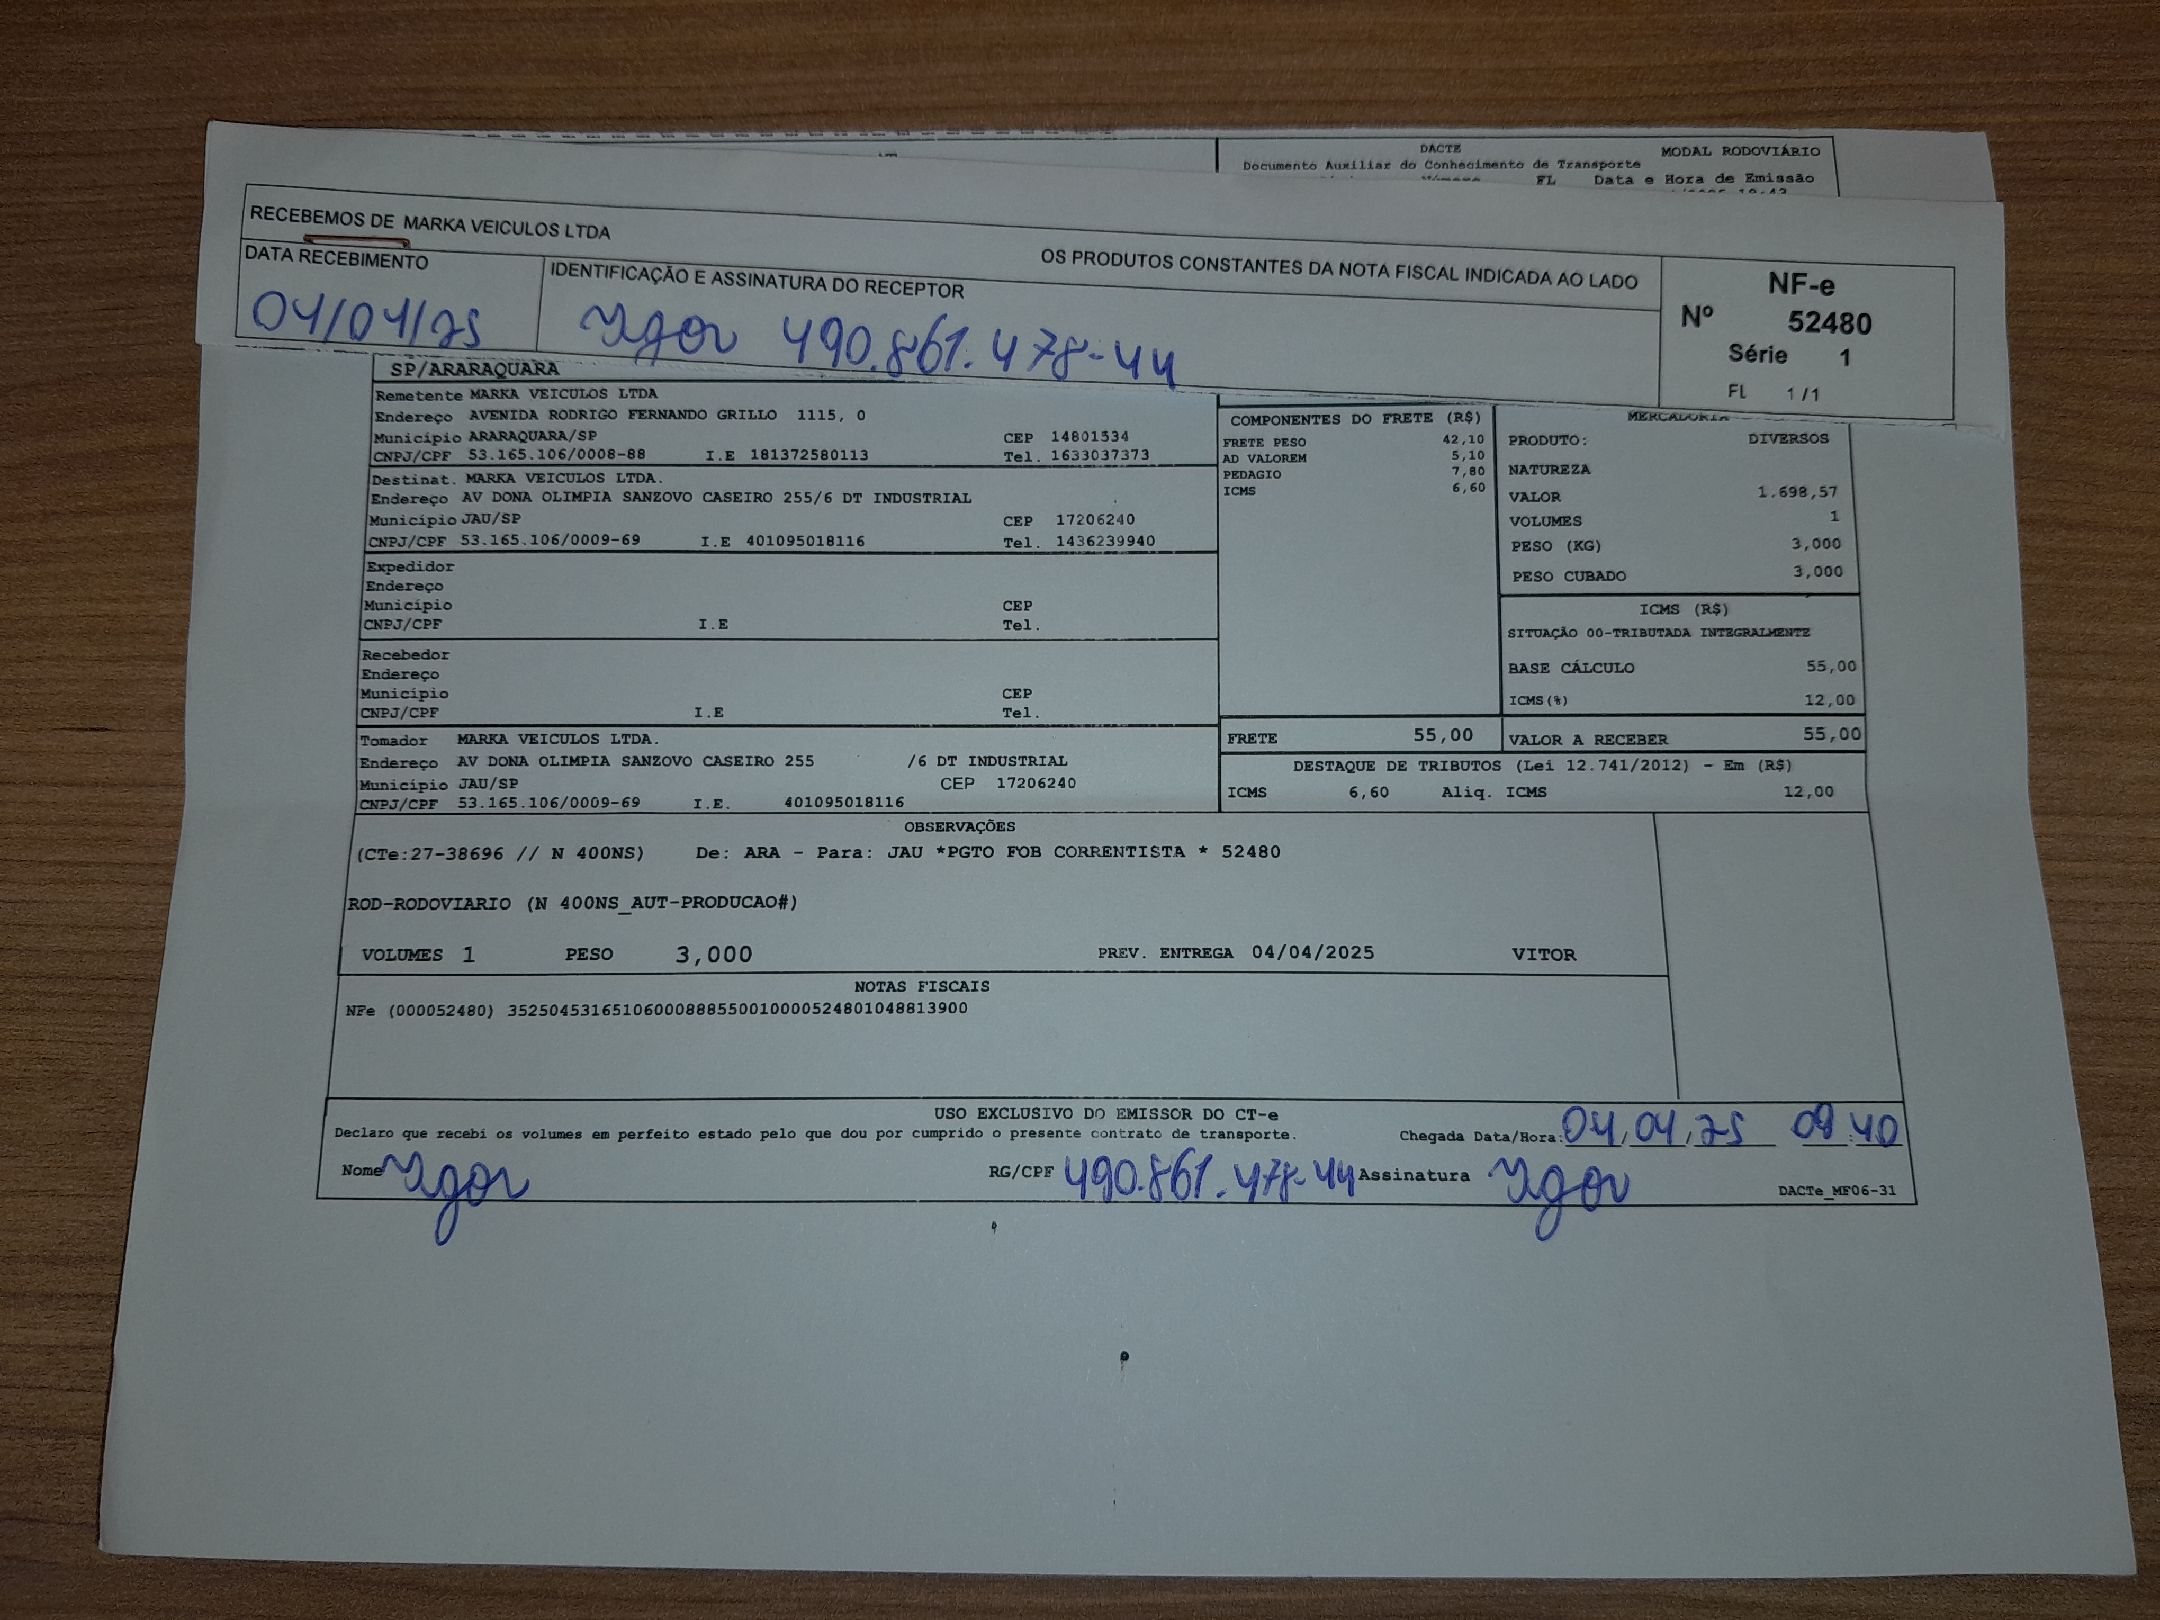 DACTE MODAL RODOVIÁRIO
Documento Auxiliar do Conhecimento de Transporte
FL Data e Hora de Emissão
RECEBEMOS DE MARKA VEICULOS LTDA
OS PRODUTOS CONSTANTES DA NOTA FISCAL INDICADA AO LADO
DATA RECEBIMENTO
04/04/25
IDENTIFICAÇÃO E ASSINATURA DO RECEPTOR
Igor 490.861.478-44
NF-e
Nº 52480
Série 1
FL 1/1
SP/ARARAQUARA
Remetente MARKA VEICULOS LTDA
Endereço AVENIDA RODRIGO FERNANDO GRILLO 1115, 0
Município ARARAQUARA/SP CEP 14801534
CNPJ/CPF 53.165.106/0008-88 I.E 181372580113 Tel. 1633037373
Destinat. MARKA VEICULOS LTDA.
Endereço AV DONA OLIMPIA SANZOVO CASEIRO 255/6 DT INDUSTRIAL
Município JAU/SP CEP 17206240
CNPJ/CPF 53.165.106/0009-69 I.E 401095018116 Tel. 1436239940
Expedidor
Endereço
Município CEP
CNPJ/CPF I.E Tel.
Recebedor
Endereço
Município CEP
CNPJ/CPF I.E Tel.
Tomador MARKA VEICULOS LTDA.
Endereço AV DONA OLIMPIA SANZOVO CASEIRO 255 /6 DT INDUSTRIAL
Município JAU/SP CEP 17206240
CNPJ/CPF 53.165.106/0009-69 I.E. 401095018116
COMPONENTES DO FRETE (R$)
FRETE PESO 42,10
AD VALOREM 5,10
PEDAGIO 7,80
ICMS 6,60
MERCADORIA
PRODUTO: DIVERSOS
NATUREZA
VALOR 1.698,57
VOLUMES 1
PESO (KG) 3,000
PESO CUBADO 3,000
ICMS (R$)
SITUAÇÃO 00-TRIBUTADA INTEGRALMENTE
BASE CÁLCULO 55,00
ICMS(%) 12,00
FRETE 55,00 VALOR A RECEBER 55,00
DESTAQUE DE TRIBUTOS (Lei 12.741/2012) - Em (R$)
ICMS 6,60 Aliq. ICMS 12,00
OBSERVAÇÕES
(CTe:27-38696 // N 400NS) De: ARA - Para: JAU *PGTO FOB CORRENTISTA * 52480
ROD-RODOVIARIO (N 400NS_AUT-PRODUCAO#)
VOLUMES 1 PESO 3,000 PREV. ENTREGA 04/04/2025 VITOR
NOTAS FISCAIS
NFe (000052480) 35250453165106000888550010000524801048813900
USO EXCLUSIVO DO EMISSOR DO CT-e
Declaro que recebi os volumes em perfeito estado pelo que dou por cumprido o presente contrato de transporte. Chegada Data/Hora: 04/04/25 09:40
Nome Igor RG/CPF 490.861.478-44 Assinatura Igor
DACTe_MF06-31